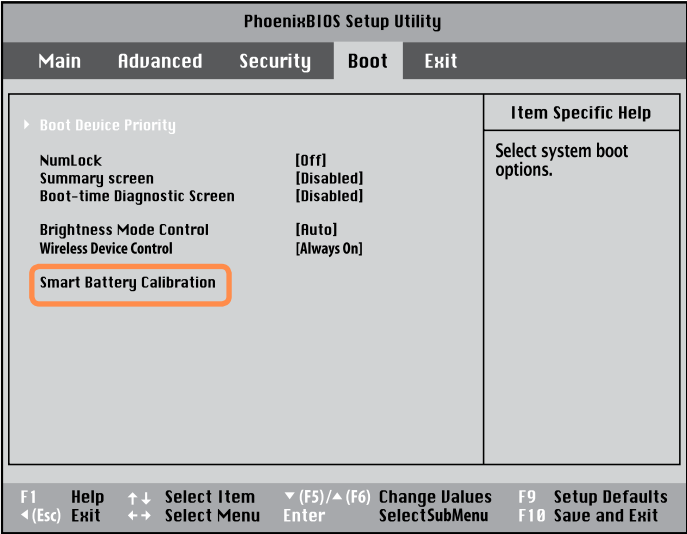 PhoenixBIOS Setup Utility
Main Advanced Security Boot Exit
Item Specific Help
Boot Device Priority
Select system boot
options.
NumLock [Off]
Summary screen [Disabled]
Boot-time Diagnostic Screen [Disabled]
Brightness Mode Control [Auto]
Wireless Device Control [Always On]
Smart Battery Calibration
F1 Help ↑↓ Select Item ▼(F5)/▲(F6) Change Values F9 Setup Defaults
◄(Esc) Exit ←→ Select Menu Enter SelectSubMenu F10 Save and Exit